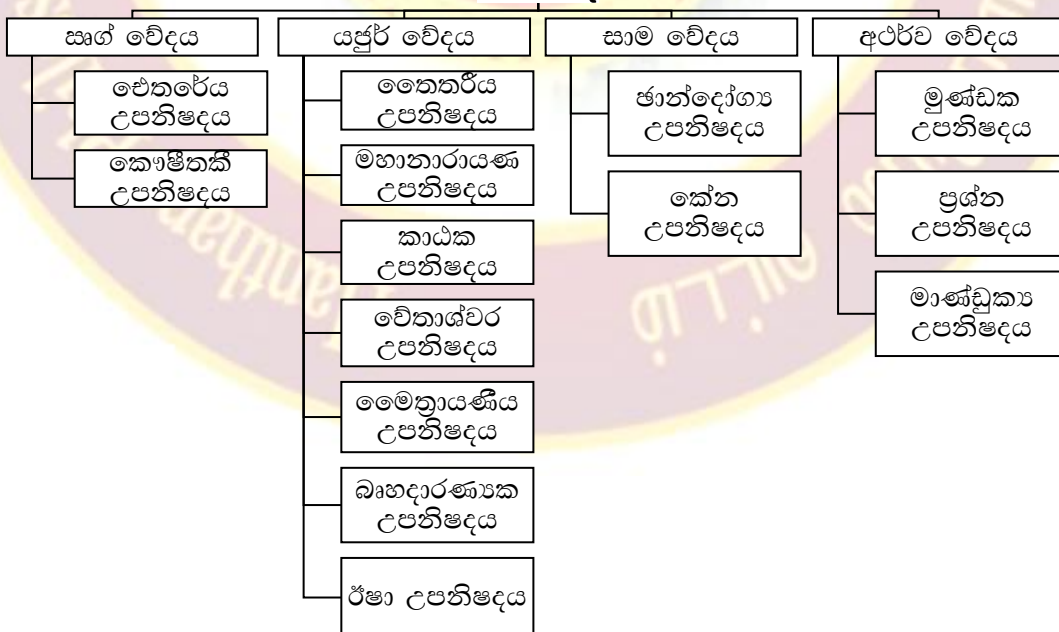 ඍග් වේදය
ඓතරේය
උපනිෂදය
කෞෂීතකී
උපනිෂදය
යජුර් වේදය
තෛතරීය
උපනිෂදය
මහානාරායණ
උපනිෂදය
කාඨක
උපනිෂදය
වේතාශ්වර
උපනිෂදය
මෛත්‍රායණීය
උපනිෂදය
බෘහදාරණ්‍යක
උපනිෂදය
ඊෂා උපනිෂදය
සාම වේදය
ඡාන්දෝග්‍ය
උපනිෂදය
කේන
උපනිෂදය
අථර්ව වේදය
මුණ්ඩක
උපනිෂදය
ප්‍රශ්න
උපනිෂදය
මාණ්ඩුක්‍ය
උපනිෂදය